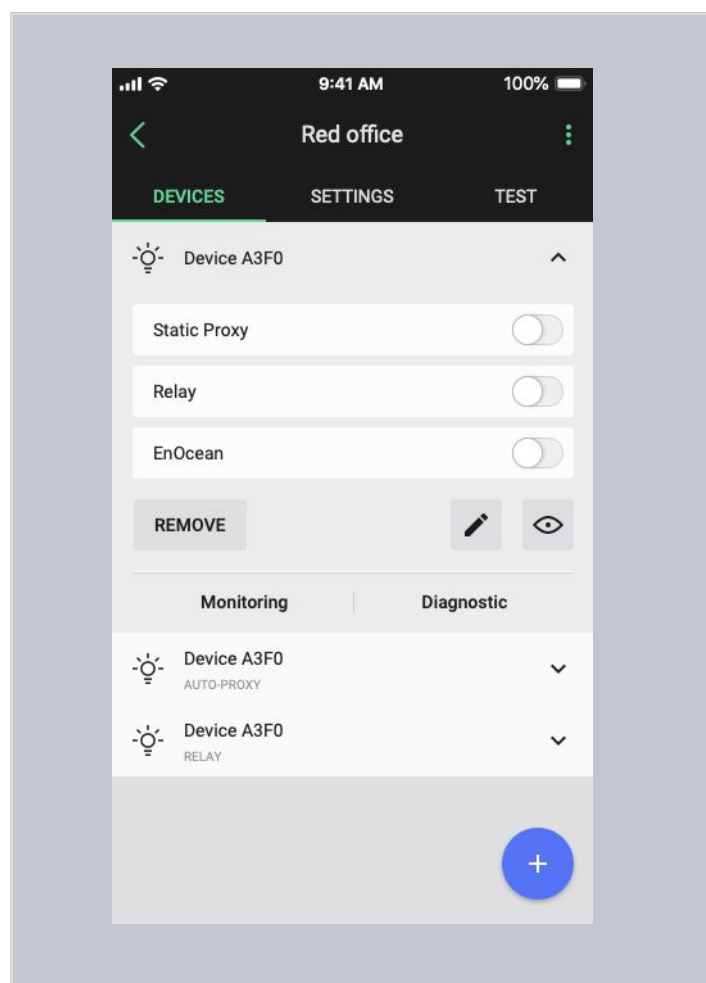 9:41 AM 100%
Red office
DEVICES SETTINGS TEST
Device A3F0
Static Proxy
Relay
EnOcean
REMOVE
Monitoring Diagnostic
Device A3F0
AUTO-PROXY
Device A3F0
RELAY